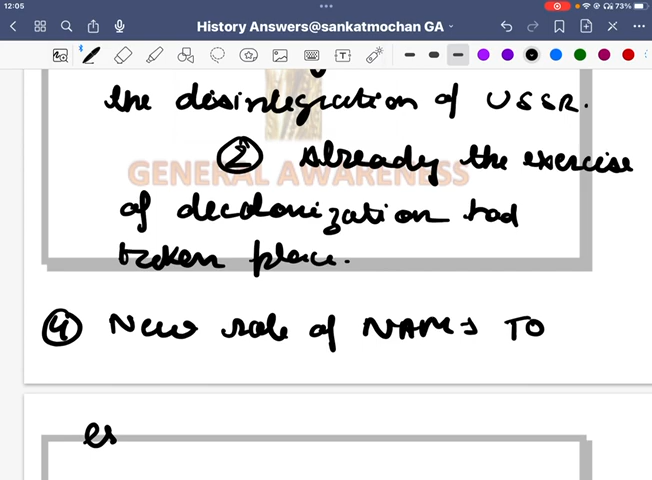 12:05
73%
History Answers@sankatmochan GA
the disintegration of USSR.
② Already the exercise
GENERAL AWARENESS
of decolonization had
taken place.
④ New role of NAM → TO
es